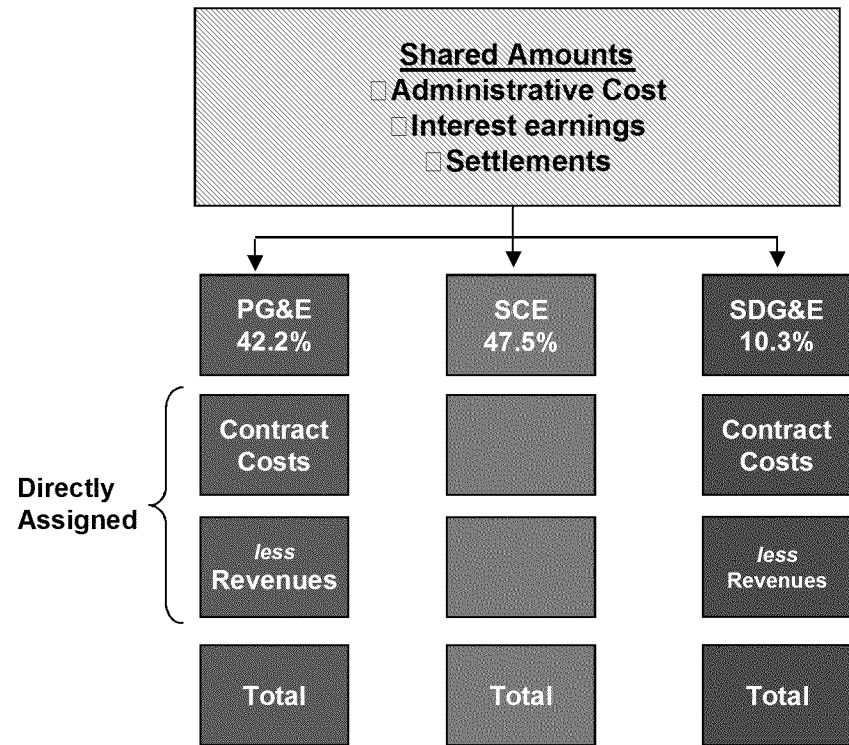 Shared Amounts
□Administrative Cost
□Interest earnings
□Settlements
PG&E
42.2%
SCE
47.5%
SDG&E
10.3%
Directly
Assigned
Contract
Costs
Contract
Costs
less
Revenues
less
Revenues
Total
Total
Total